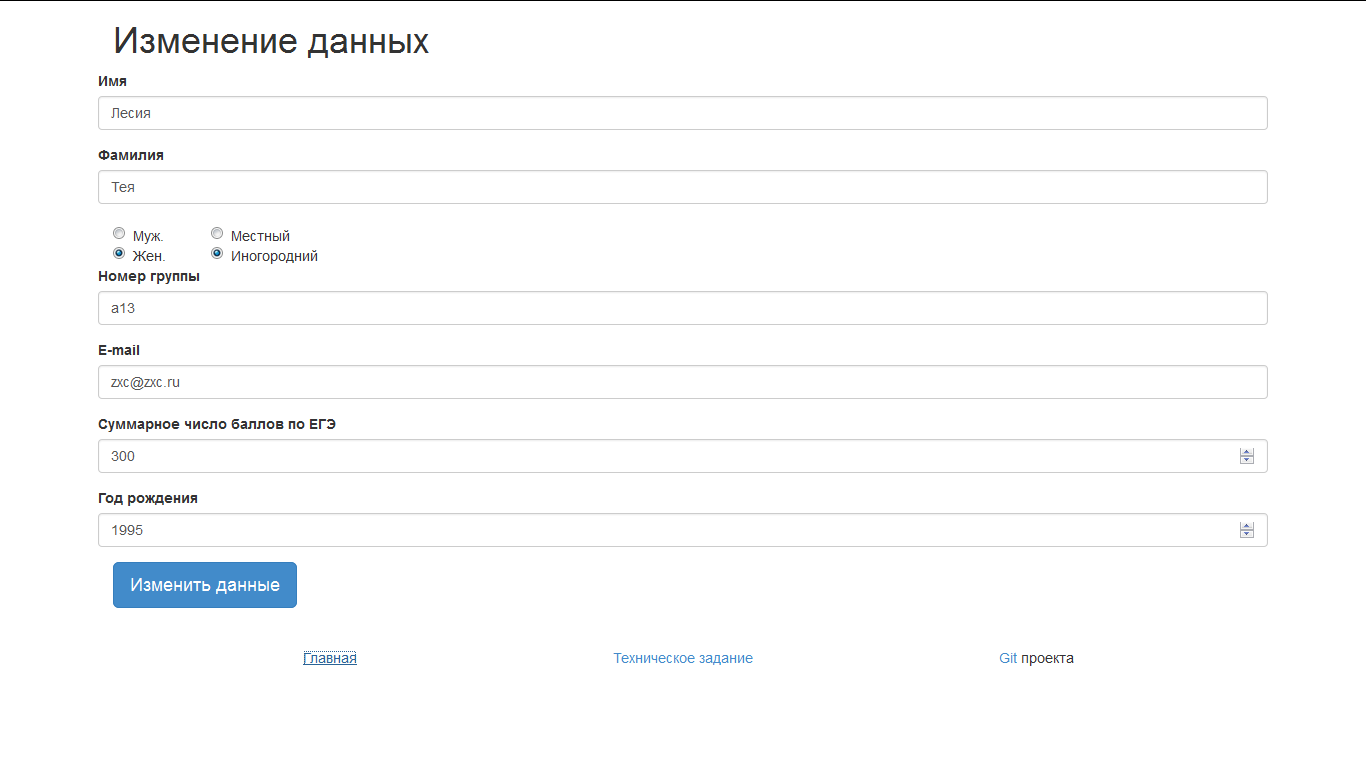 Изменение данных
Имя
Лесия
Фамилия
Тея
Муж. Местный
Жен. Иногородний
Номер группы
а13
E-mail
zxc@zxc.ru
Суммарное число баллов по ЕГЭ
300
Год рождения
1995
Изменить данные
Главная Техническое задание Git проекта